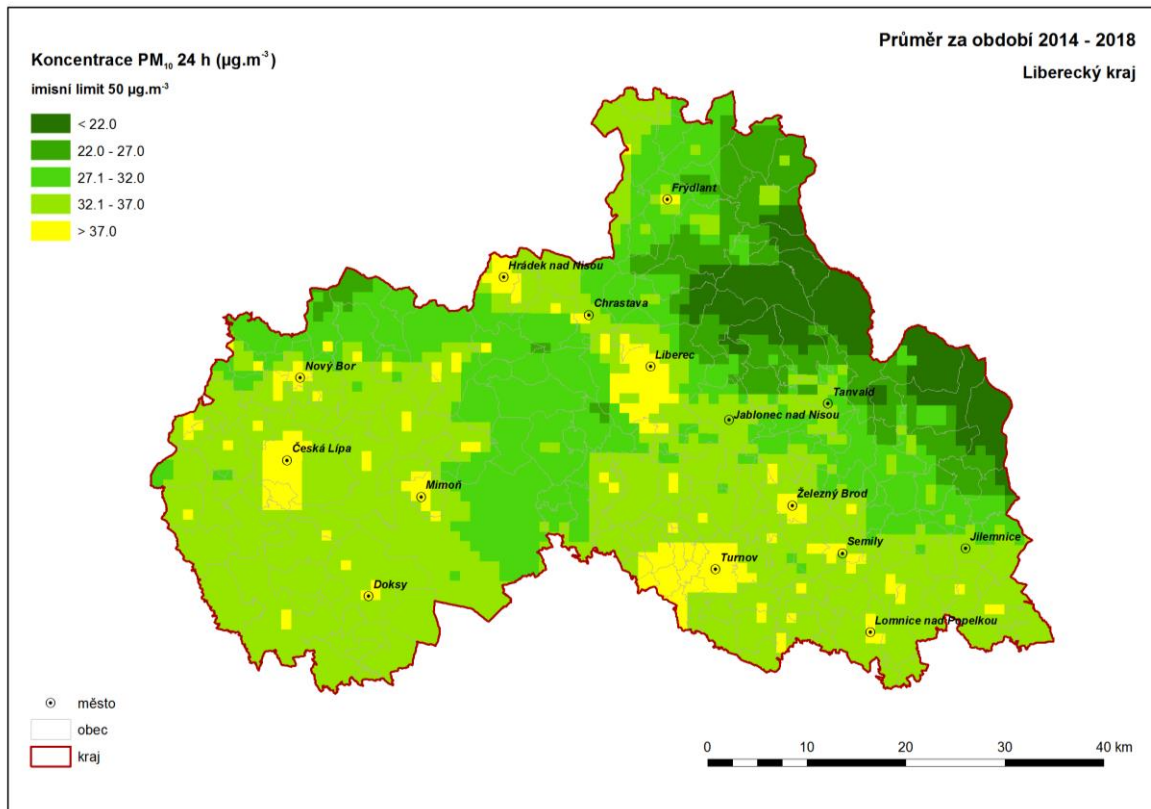 Průměr za období 2014 - 2018
Liberecký kraj
Koncentrace PM₁₀ 24 h (µg.m⁻³)
imisní limit 50 µg.m⁻³
< 22.0
22.0 - 27.0
27.1 - 32.0
32.1 - 37.0
> 37.0
Frýdlant
Hrádek nad Nisou
Chrastava
Liberec
Nový Bor
Tanvald
Jablonec nad Nisou
Česká Lípa
Mimoň
Železný Brod
Semily
Jilemnice
Turnov
Doksy
Lomnice nad Popelkou
město
obec
kraj
0 10 20 30 40 km